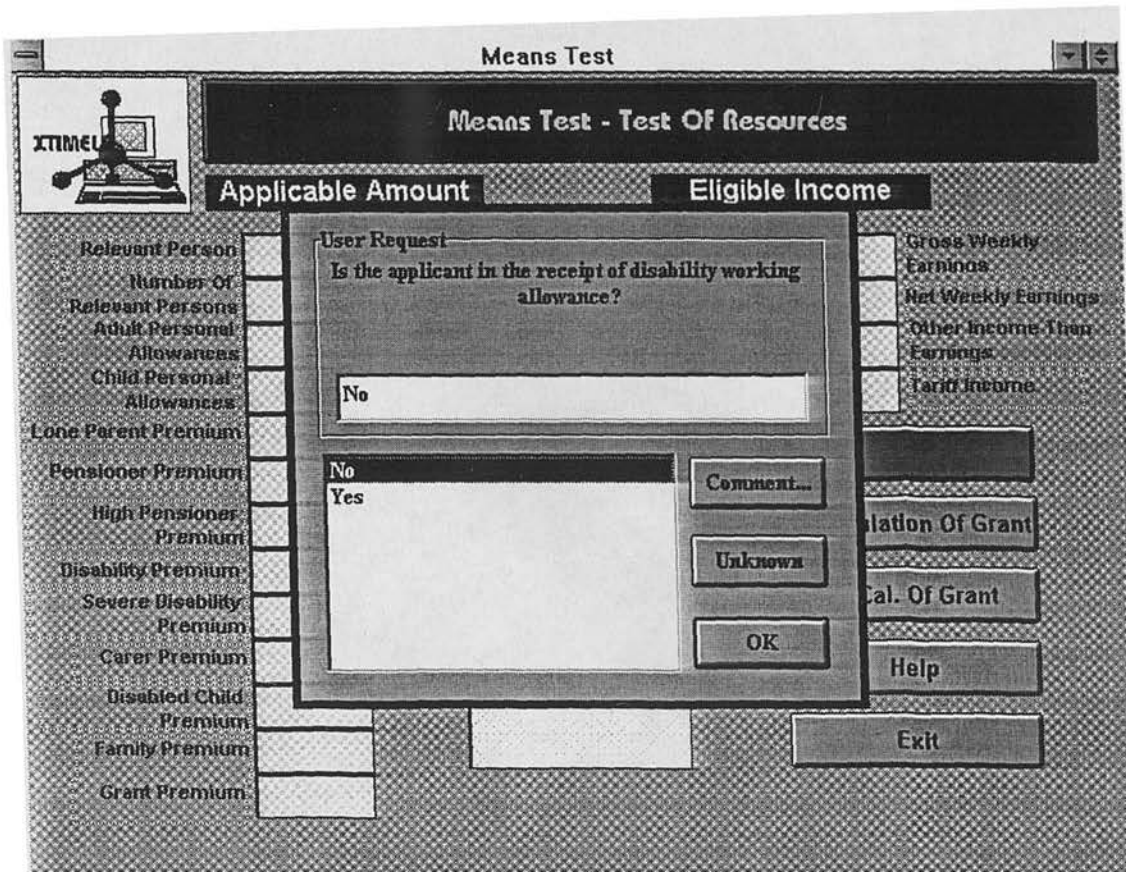 Means Test
XTIMEL
Means Test - Test Of Resources
Applicable Amount
Eligible Income
Relevant Person
Number Of
Relevant Persons
Adult Personal
Allowances
Child Personal
Allowances
Lone Parent Premium
Pensioner Premium
High Pensioner
Premium
Disability Premium
Severe Disability
Premium
Carer Premium
Disabled Child
Premium
Family Premium
Grant Premium
User Request
Is the applicant in the receipt of disability working
allowance?
No
No
Yes
Comment...
Unknown
OK
Gross Weekly
Earnings
Net Weekly Earnings
Other Income Than
Earnings
Tariff Income
ulation Of Grant
Cal. Of Grant
Help
Exit